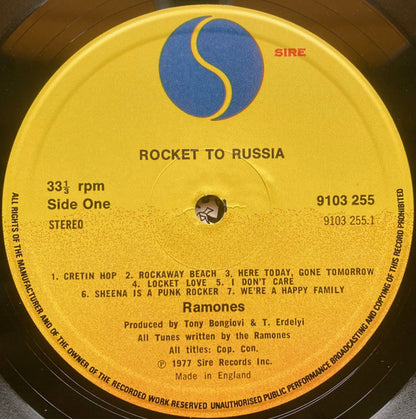 SIRE
ROCKET TO RUSSIA
33⅓ rpm
Side One
STEREO
9103 255
9103 255.1
1. CRETIN HOP 2. ROCKAWAY BEACH 3, HERE TODAY, GONE TOMORROW
4. LOCKET LOVE 5. I DON'T CARE
6. SHEENA IS A PUNK ROCKER 7. WE'RE A HAPPY FAMILY
Ramones
Produced by Tony Bongiovi & T. Erdelyi
All Tunes written by the Ramones
All titles: Cop. Con.
℗ 1977 Sire Records Inc.
Made in England
ALL RIGHTS OF THE MANUFACTURER AND OF THE OWNER OF THE RECORDED WORK RESERVED UNAUTHORISED PUBLIC PERFORMANCE BROADCASTING AND COPYING OF THIS RECORD PROHIBITED